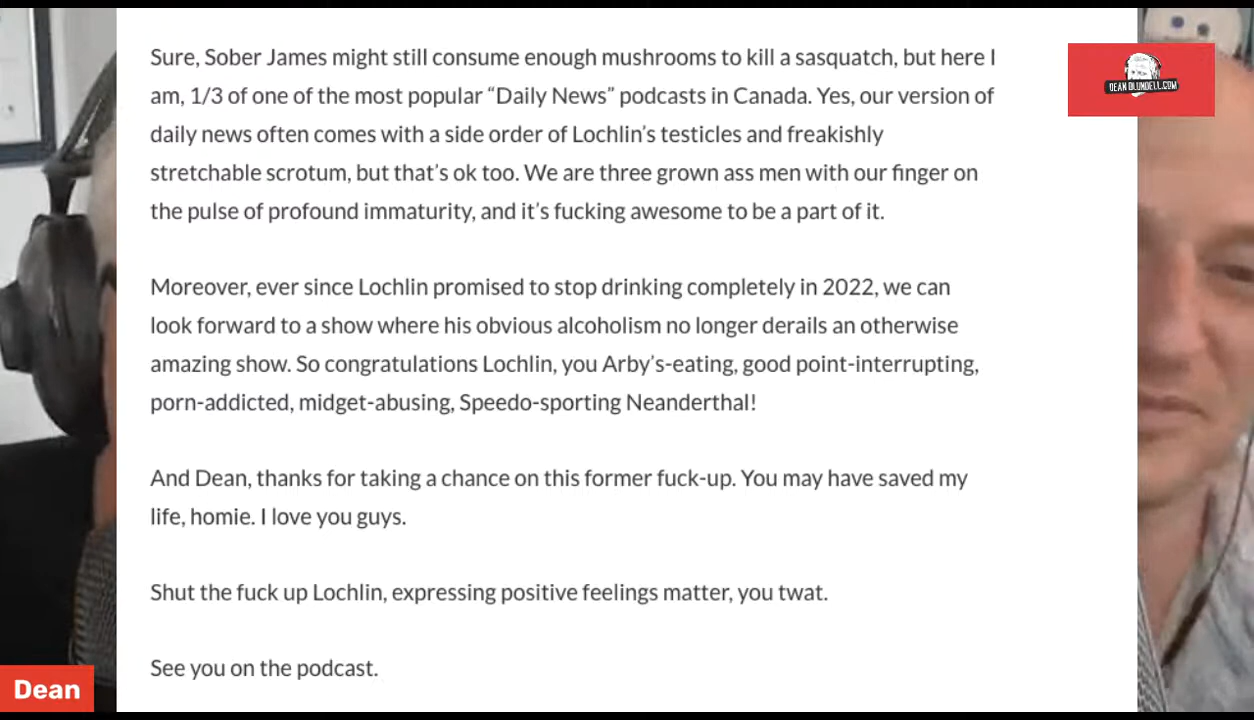 Sure, Sober James might still consume enough mushrooms to kill a sasquatch, but here I
am, 1/3 of one of the most popular “Daily News” podcasts in Canada. Yes, our version of
daily news often comes with a side order of Lochlin’s testicles and freakishly
stretchable scrotum, but that’s ok too. We are three grown ass men with our finger on
the pulse of profound immaturity, and it’s fucking awesome to be a part of it.
Moreover, ever since Lochlin promised to stop drinking completely in 2022, we can
look forward to a show where his obvious alcoholism no longer derails an otherwise
amazing show. So congratulations Lochlin, you Arby’s-eating, good point-interrupting,
porn-addicted, midget-abusing, Speedo-sporting Neanderthal!
And Dean, thanks for taking a chance on this former fuck-up. You may have saved my
life, homie. I love you guys.
Shut the fuck up Lochlin, expressing positive feelings matter, you twat.
See you on the podcast.
DEAN BLUNDELL.COM
Dean